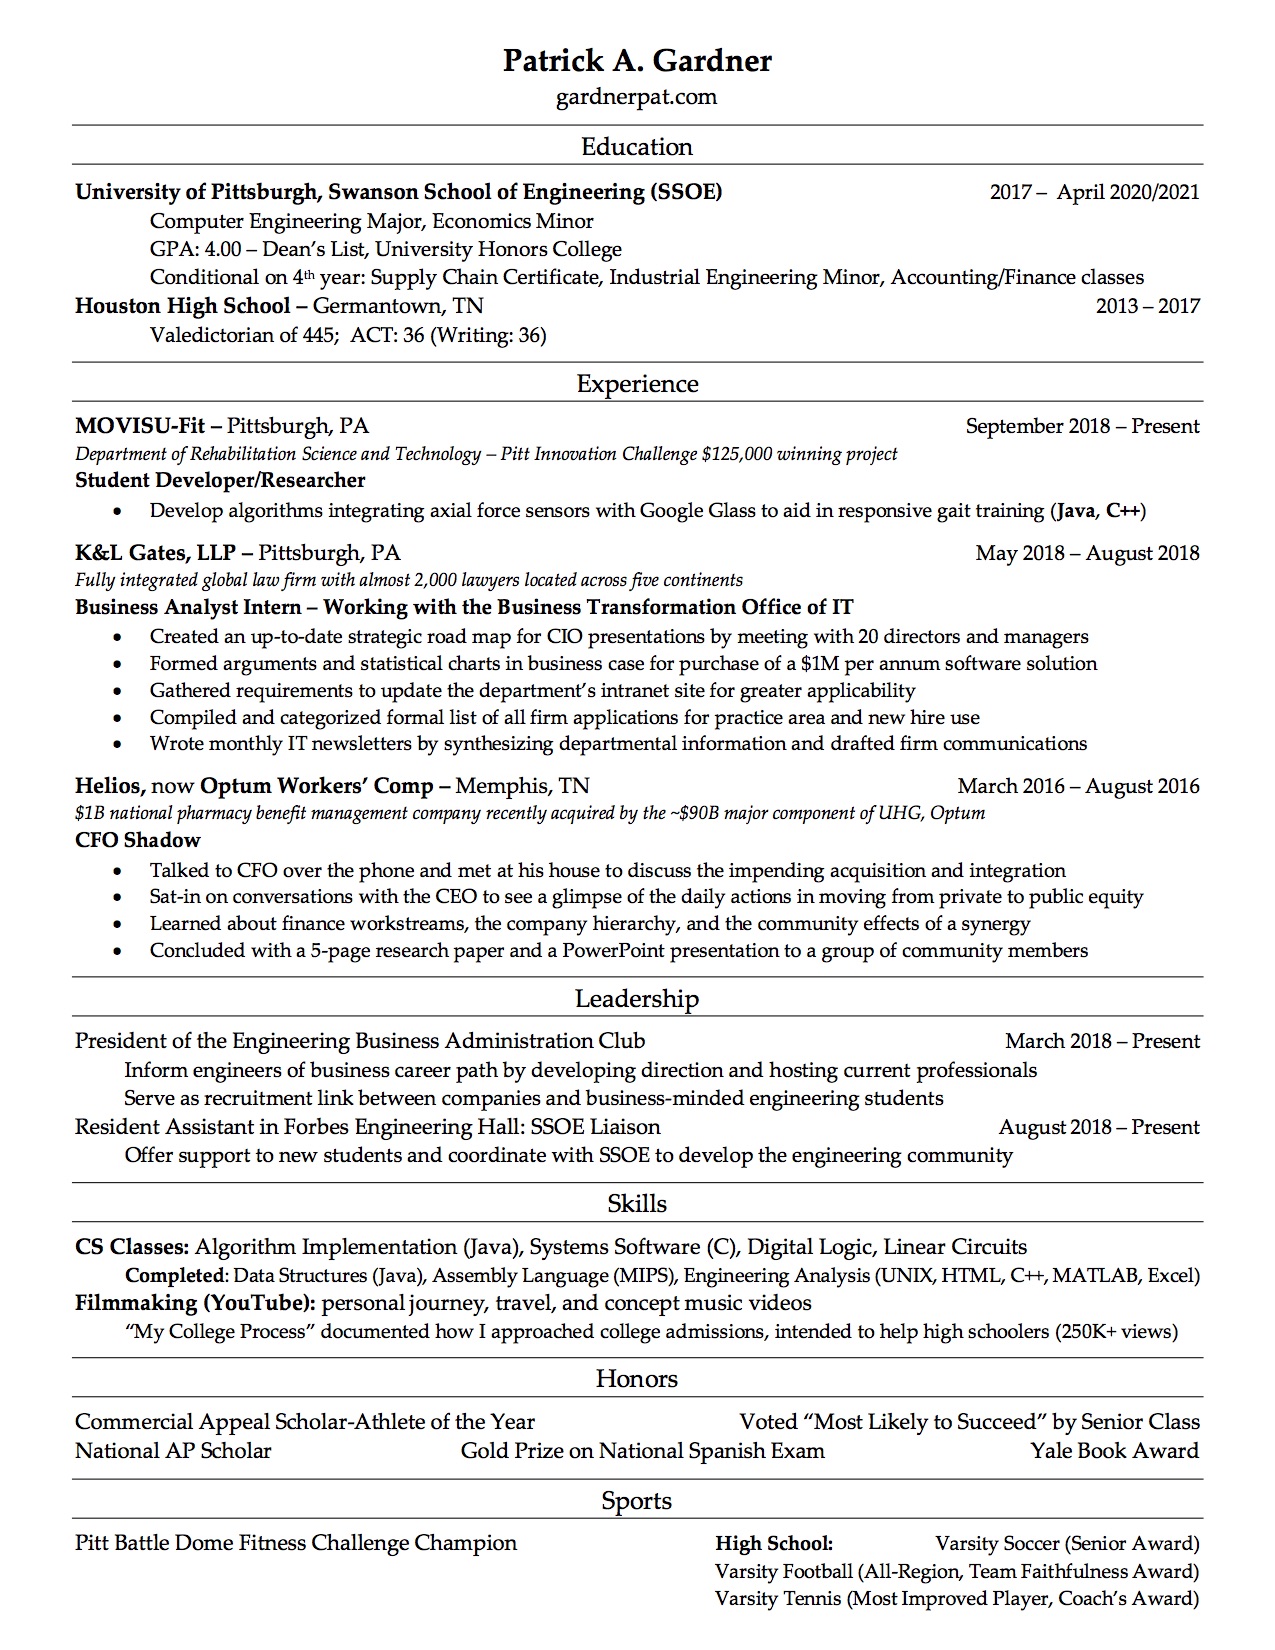 Patrick A. Gardner
gardnerpat.com
Education
University of Pittsburgh, Swanson School of Engineering (SSOE) 2017 – April 2020/2021
Computer Engineering Major, Economics Minor
GPA: 4.00 – Dean’s List, University Honors College
Conditional on 4th year: Supply Chain Certificate, Industrial Engineering Minor, Accounting/Finance classes
Houston High School – Germantown, TN 2013 – 2017
Valedictorian of 445; ACT: 36 (Writing: 36)
Experience
MOVISU-Fit – Pittsburgh, PA September 2018 – Present
Department of Rehabilitation Science and Technology – Pitt Innovation Challenge $125,000 winning project
Student Developer/Researcher
• Develop algorithms integrating axial force sensors with Google Glass to aid in responsive gait training (Java, C++)
K&L Gates, LLP – Pittsburgh, PA May 2018 – August 2018
Fully integrated global law firm with almost 2,000 lawyers located across five continents
Business Analyst Intern – Working with the Business Transformation Office of IT
• Created an up-to-date strategic road map for CIO presentations by meeting with 20 directors and managers
• Formed arguments and statistical charts in business case for purchase of a $1M per annum software solution
• Gathered requirements to update the department’s intranet site for greater applicability
• Compiled and categorized formal list of all firm applications for practice area and new hire use
• Wrote monthly IT newsletters by synthesizing departmental information and drafted firm communications
Helios, now Optum Workers’ Comp – Memphis, TN March 2016 – August 2016
$1B national pharmacy benefit management company recently acquired by the ~$90B major component of UHG, Optum
CFO Shadow
• Talked to CFO over the phone and met at his house to discuss the impending acquisition and integration
• Sat-in on conversations with the CEO to see a glimpse of the daily actions in moving from private to public equity
• Learned about finance workstreams, the company hierarchy, and the community effects of a synergy
• Concluded with a 5-page research paper and a PowerPoint presentation to a group of community members
Leadership
President of the Engineering Business Administration Club March 2018 – Present
Inform engineers of business career path by developing direction and hosting current professionals
Serve as recruitment link between companies and business-minded engineering students
Resident Assistant in Forbes Engineering Hall: SSOE Liaison August 2018 – Present
Offer support to new students and coordinate with SSOE to develop the engineering community
Skills
CS Classes: Algorithm Implementation (Java), Systems Software (C), Digital Logic, Linear Circuits
Completed: Data Structures (Java), Assembly Language (MIPS), Engineering Analysis (UNIX, HTML, C++, MATLAB, Excel)
Filmmaking (YouTube): personal journey, travel, and concept music videos
“My College Process” documented how I approached college admissions, intended to help high schoolers (250K+ views)
Honors
Commercial Appeal Scholar-Athlete of the Year Voted “Most Likely to Succeed” by Senior Class
National AP Scholar Gold Prize on National Spanish Exam Yale Book Award
Sports
Pitt Battle Dome Fitness Challenge Champion High School: Varsity Soccer (Senior Award)
Varsity Football (All-Region, Team Faithfulness Award)
Varsity Tennis (Most Improved Player, Coach’s Award)